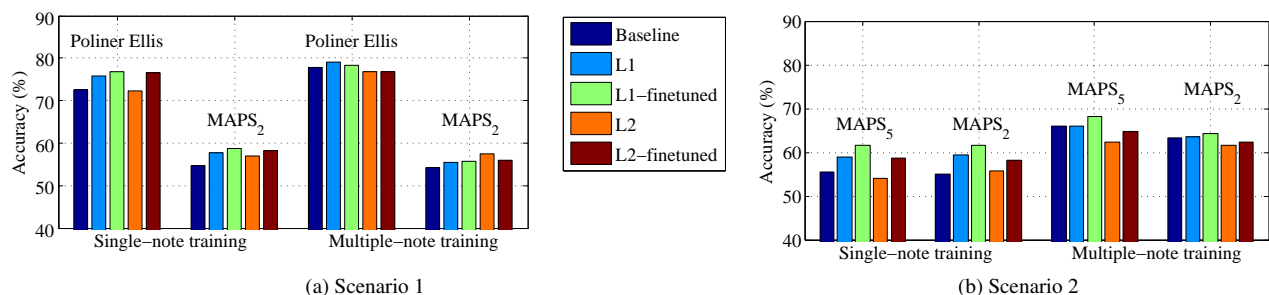 90
80
70
60
50
40
Accuracy (%)
Poliner Ellis
MAPS2
Poliner Ellis
MAPS2
Single−note training
Multiple−note training
(a) Scenario 1
Baseline
L1
L1−finetuned
L2
L2−finetuned
90
80
70
60
50
40
Accuracy (%)
MAPS5
MAPS2
MAPS5
MAPS2
Single−note training
Multiple−note training
(b) Scenario 2